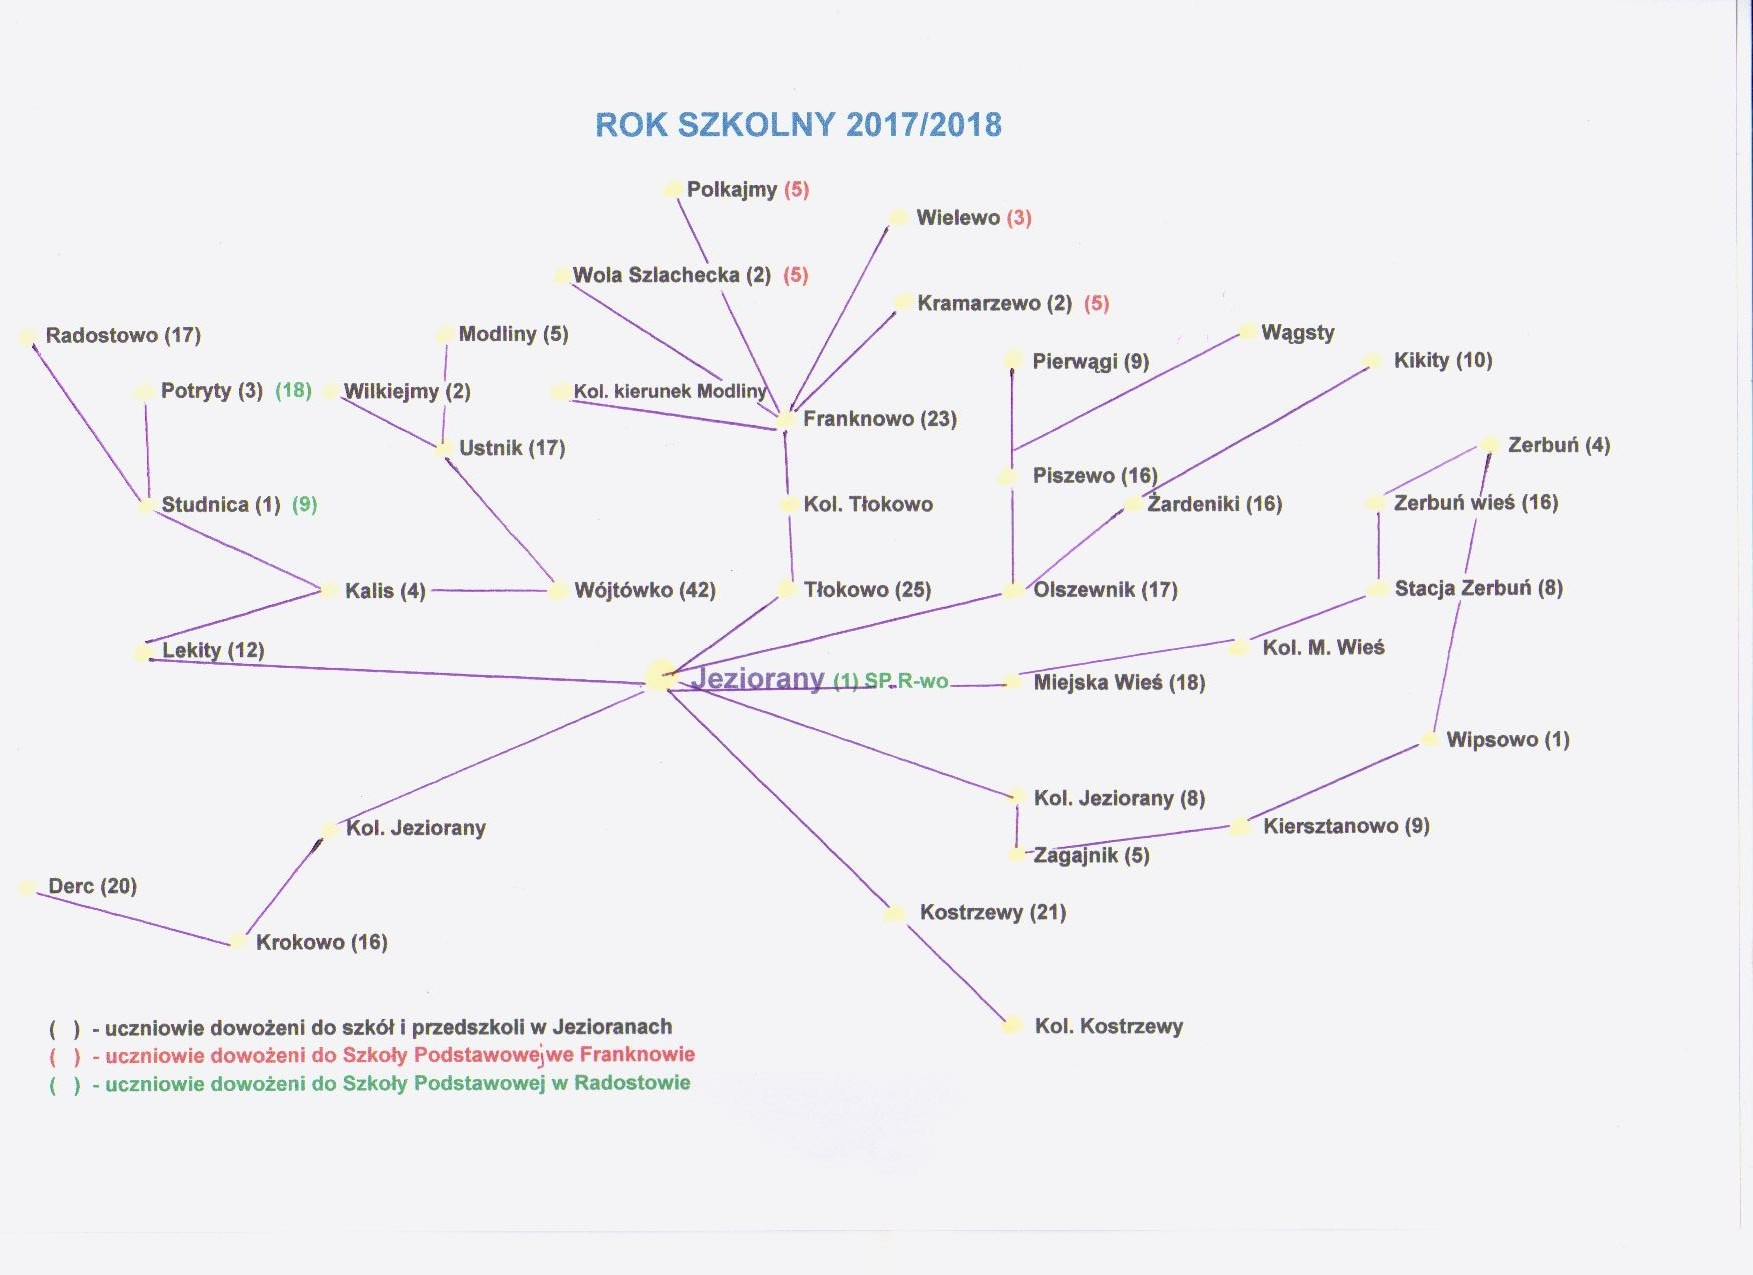 ROK SZKOLNY 2017/2018
Polkajmy (5)
Wielewo (3)
Wola Szlachecka (2) (5)
Kramarzewo (2) (5)
Radostowo (17)
Modliny (5)
Wągsty
Pierwągi (9)
Kikity (10)
Potryty (3) (18)
Wilkiejmy (2)
Kol. kierunek Modliny
Franknowo (23)
Ustnik (17)
Zerbuń (4)
Piszewo (16)
Studnica (1) (9)
Kol. Tłokowo
Żardeniki (16)
Zerbuń wieś (16)
Kalis (4)
Wójtówko (42)
Tłokowo (25)
Olszewnik (17)
Stacja Zerbuń (8)
Lekity (12)
Kol. M. Wieś
Jeziorany (1) SP.R-wo
Miejska Wieś (18)
Wipsowo (1)
Kol. Jeziorany (8)
Kol. Jeziorany
Kiersztanowo (9)
Zagajnik (5)
Derc (20)
Kostrzewy (21)
Krokowo (16)
Kol. Kostrzewy
( ) - uczniowie dowożeni do szkół i przedszkoli w Jezioranach
( ) - uczniowie dowożeni do Szkoły Podstawowej we Franknowie
( ) - uczniowie dowożeni do Szkoły Podstawowej w Radostowie